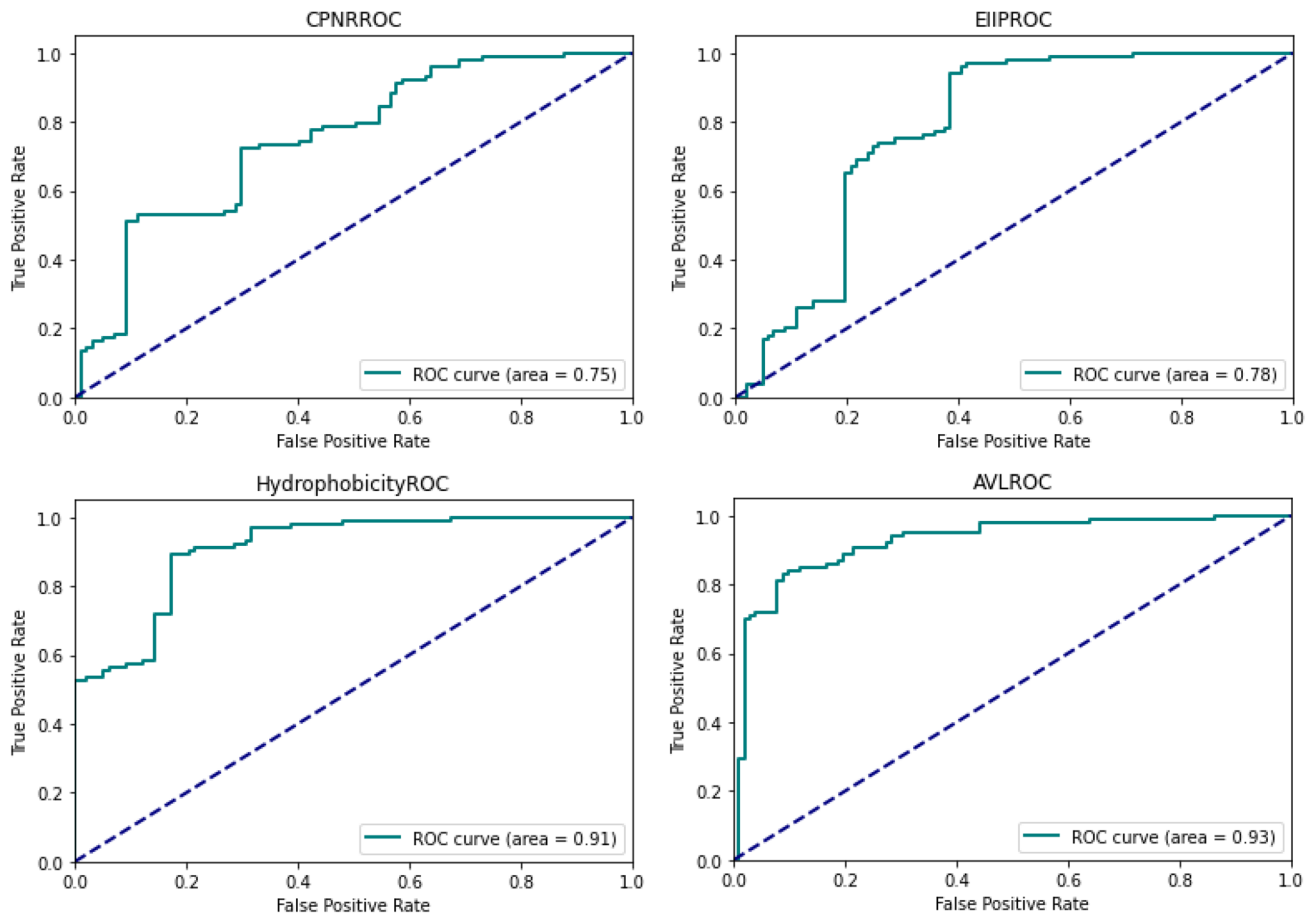 CPNRROC
True Positive Rate
1.0
0.8
0.6
0.4
0.2
0.0
ROC curve (area = 0.75)
0.0 0.2 0.4 0.6 0.8 1.0
False Positive Rate
EIIPROC
True Positive Rate
1.0
0.8
0.6
0.4
0.2
0.0
ROC curve (area = 0.78)
0.0 0.2 0.4 0.6 0.8 1.0
False Positive Rate
HydrophobicityROC
True Positive Rate
1.0
0.8
0.6
0.4
0.2
0.0
ROC curve (area = 0.91)
0.0 0.2 0.4 0.6 0.8 1.0
False Positive Rate
AVLROC
True Positive Rate
1.0
0.8
0.6
0.4
0.2
0.0
ROC curve (area = 0.93)
0.0 0.2 0.4 0.6 0.8 1.0
False Positive Rate